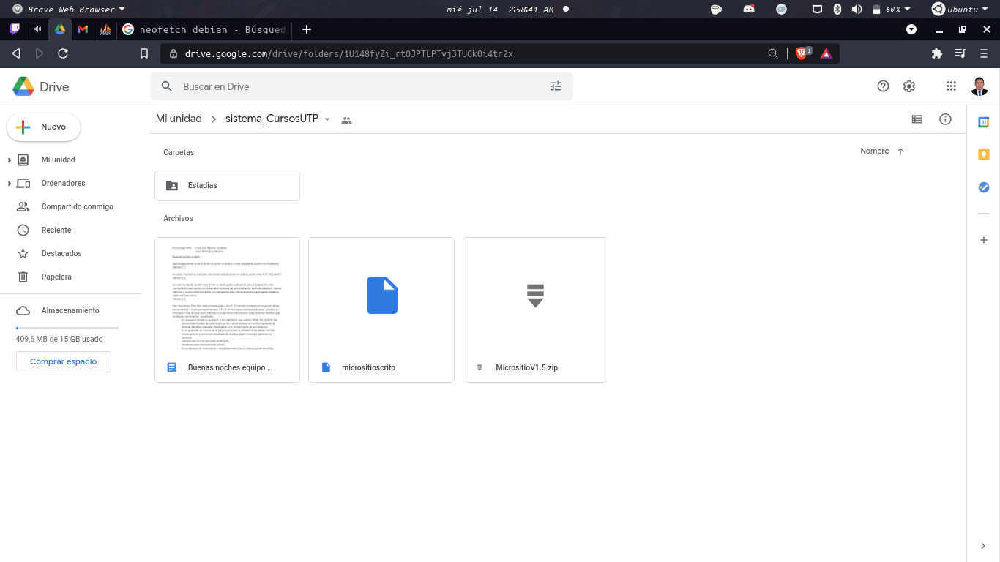 Brave Web Browser
mié jul 14 2:58:41 AM
60%
Ubuntu
neofetch debian - Búsqued
drive.google.com/drive/folders/1U148fyZi_rt0JPTLPTvj3TUGk0i4tr2x
1
Drive
Buscar en Drive
Nuevo
Mi unidad
Ordenadores
Compartido conmigo
Reciente
Destacados
Papelera
Almacenamiento
409,6 MB de 15 GB usado
Comprar espacio
Mi unidad
sistema_CursosUTP
Carpetas
Nombre
Estadias
Archivos
Buenas noches equipo ...
micrositioscritp
MicrositioV1.5.zip
31